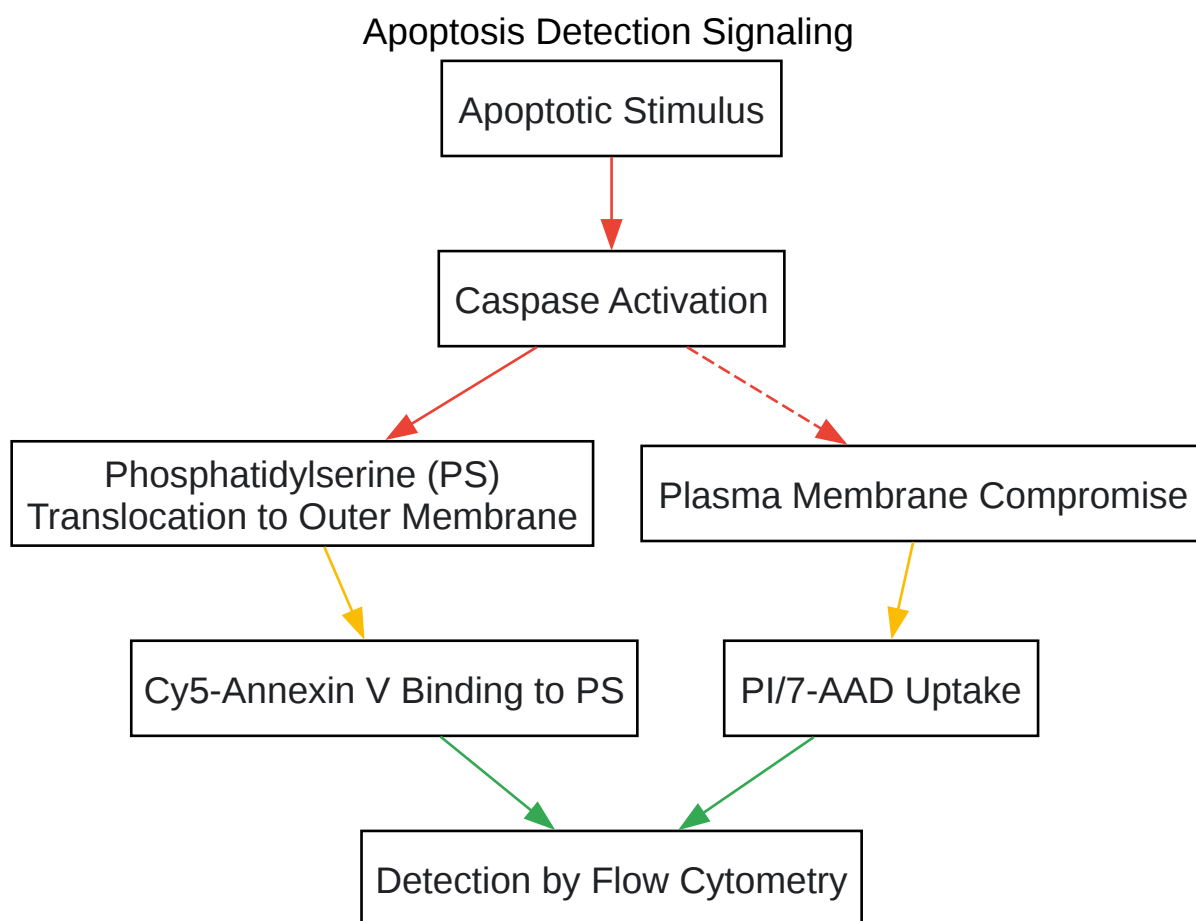 Apoptosis Detection Signaling
Apoptotic Stimulus
Caspase Activation
Phosphatidylserine (PS)
Translocation to Outer Membrane
Plasma Membrane Compromise
Cy5-Annexin V Binding to PS
PI/7-AAD Uptake
Detection by Flow Cytometry